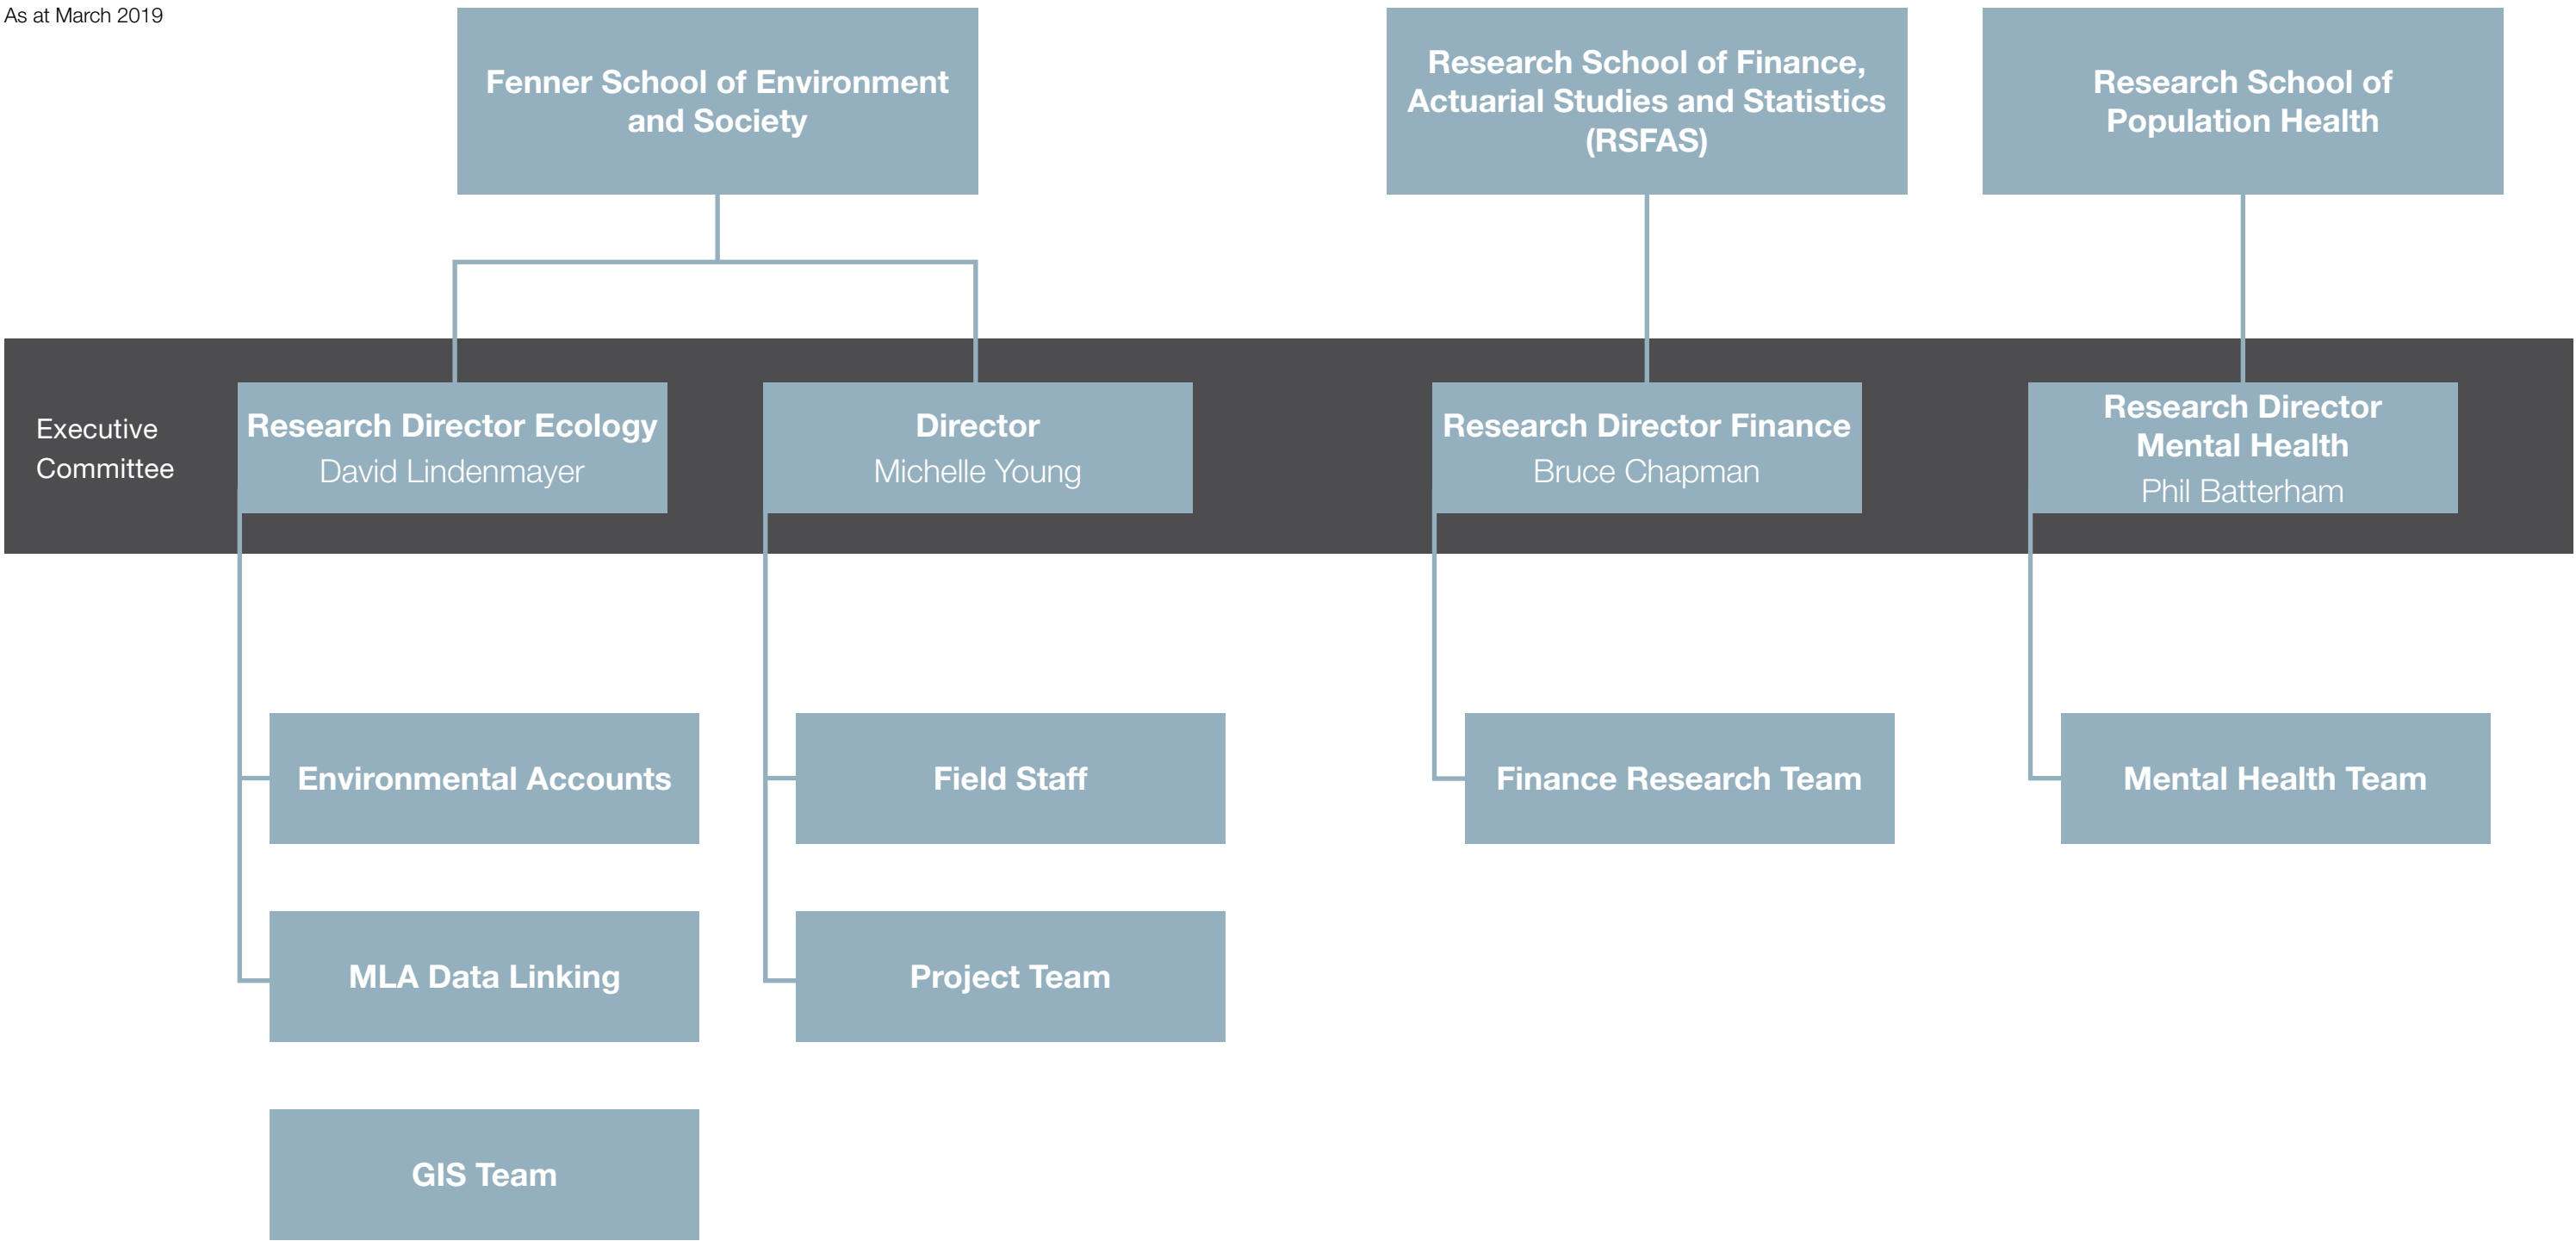 As at March 2019
Fenner School of Environment
and Society
Research School of Finance,
Actuarial Studies and Statistics
(RSFAS)
Research School of
Population Health
Executive
Committee
Research Director Ecology
David Lindenmayer
Director
Michelle Young
Research Director Finance
Bruce Chapman
Research Director
Mental Health
Phil Batterham
Environmental Accounts
Field Staff
Finance Research Team
Mental Health Team
MLA Data Linking
Project Team
GIS Team